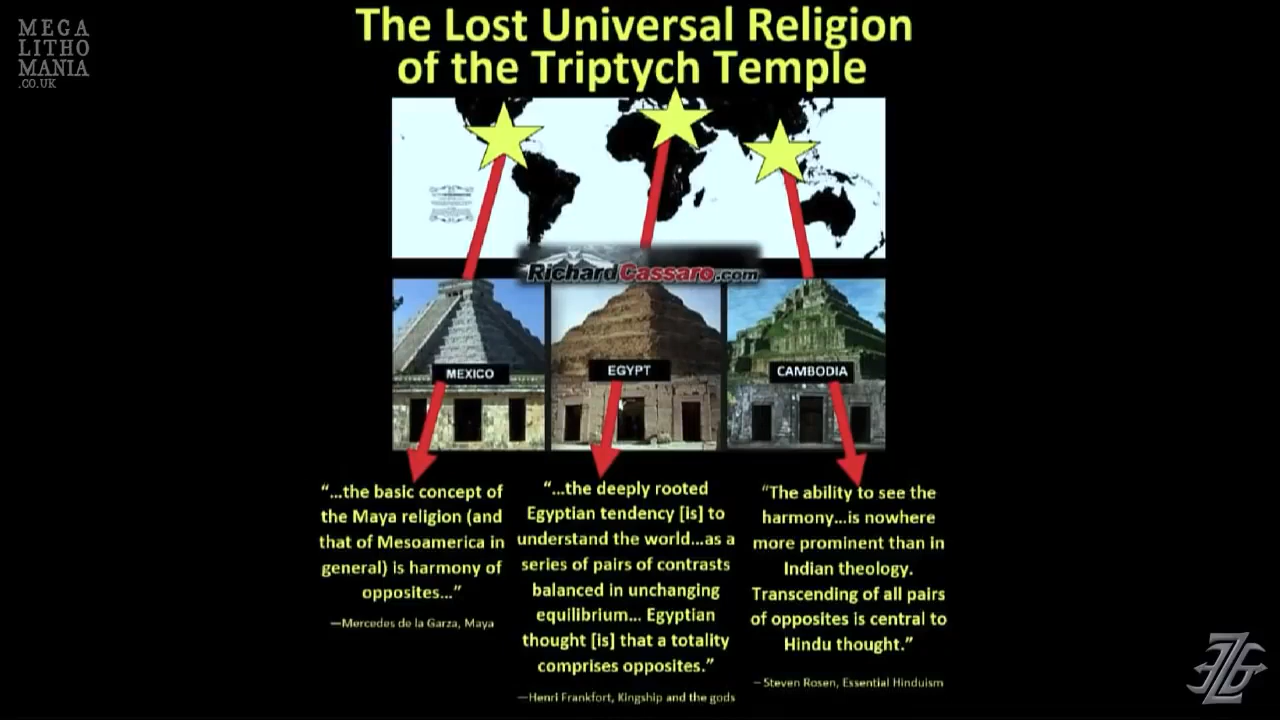 MEGA
LITHO
MANIA
.CO.UK
The Lost Universal Religion
of the Triptych Temple
RichardCassaro.com
MEXICO
EGYPT
CAMBODIA
“...the basic concept of
the Maya religion (and
that of Mesoamerica in
general) is harmony of
opposites...”
—Mercedes de la Garza, Maya
“...the deeply rooted
Egyptian tendency [is] to
understand the world...as a
series of pairs of contrasts
balanced in unchanging
equilibrium... Egyptian
thought [is] that a totality
comprises opposites.”
—Henri Frankfort, Kingship and the gods
“The ability to see the
harmony...is nowhere
more prominent than in
Indian theology.
Transcending of all pairs
of opposites is central to
Hindu thought.”
— Steven Rosen, Essential Hinduism